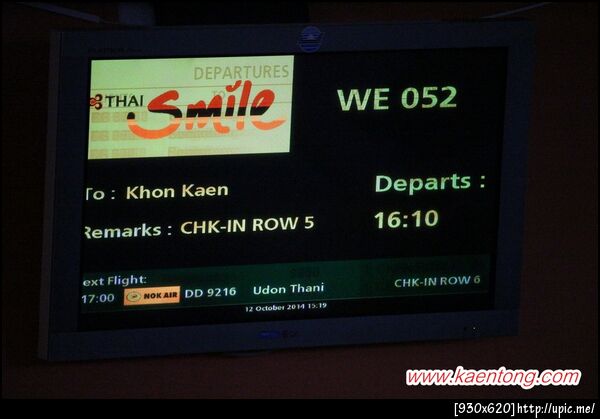 DEPARTURES
TO
THAI Smile
WE 052
To : Khon Kaen
Departs :
Remarks : CHK-IN ROW 5
16:10
ext Flight:
17:00 NOK AIR DD 9216 Udon Thani CHK-IN ROW 6
12 October 2014 15:19
www.kaentong.com
[930x620]http://upic.me/